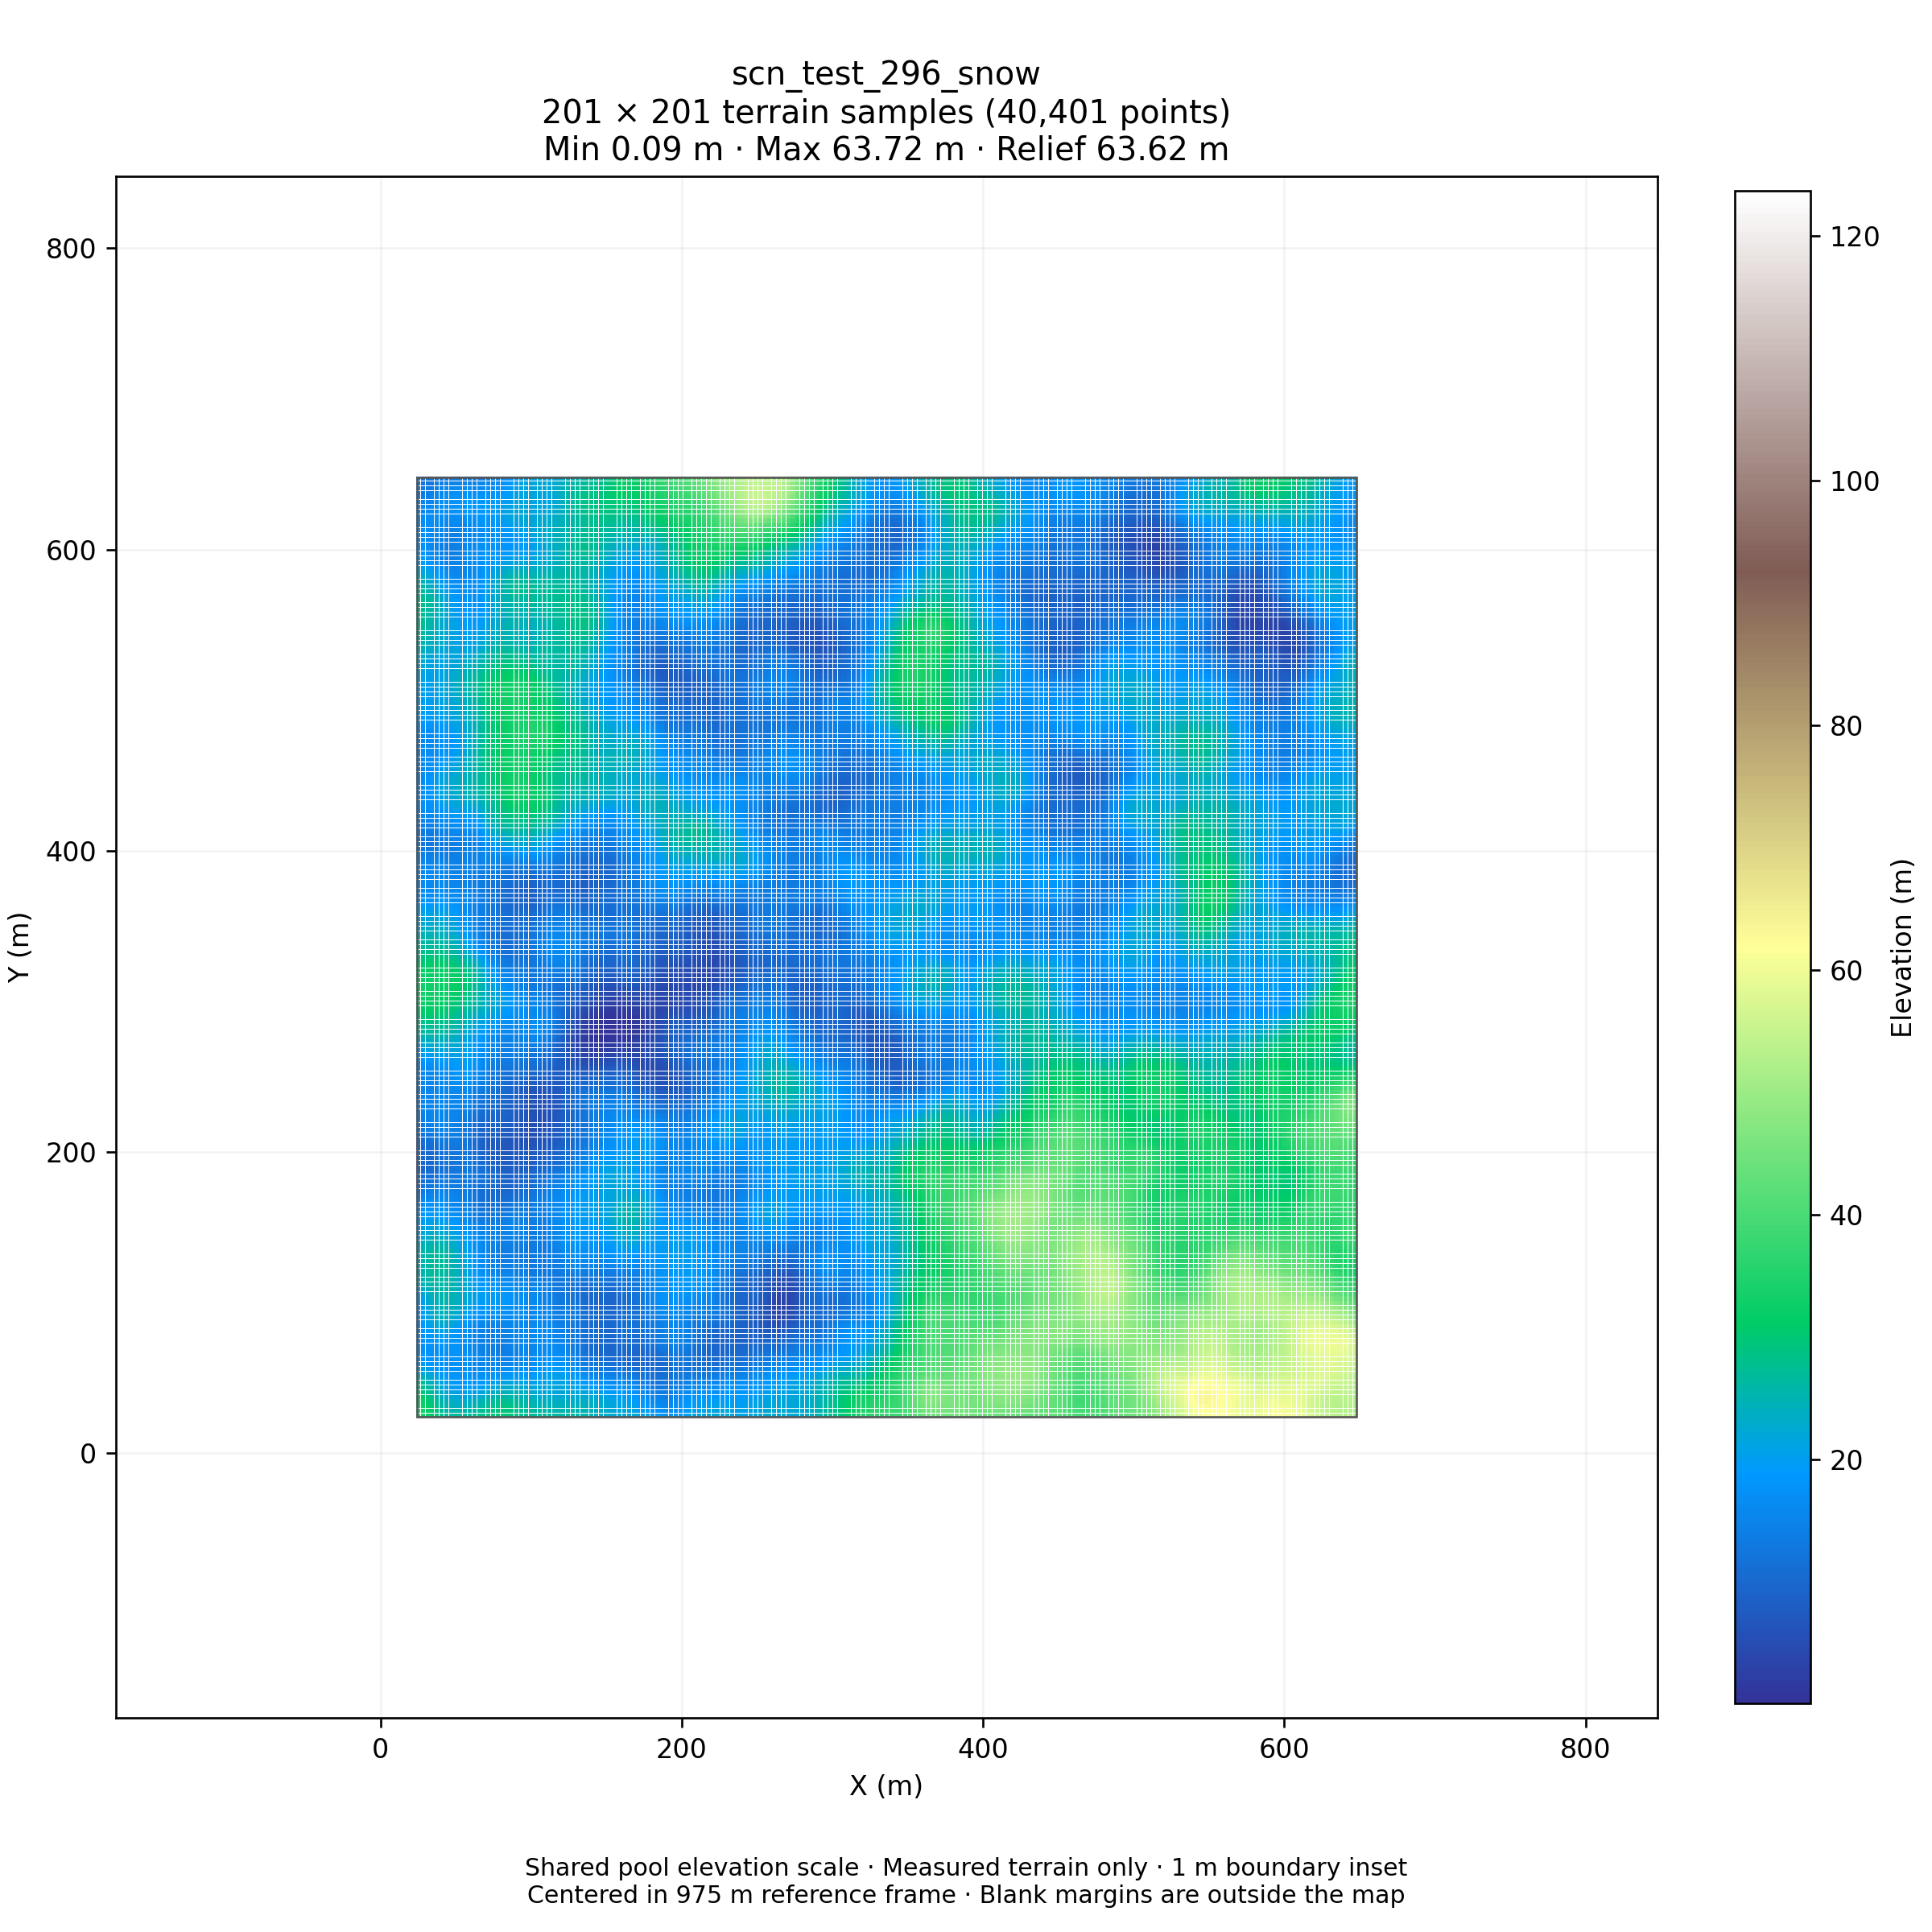 scn_test_296_snow
201 × 201 terrain samples (40,401 points)
Min 0.09 m · Max 63.72 m · Relief 63.62 m
800
600
400
200
0
Y (m)
0
200
400
600
800
X (m)
120
100
80
60
40
20
Elevation (m)
Shared pool elevation scale · Measured terrain only · 1 m boundary inset
Centered in 975 m reference frame · Blank margins are outside the map